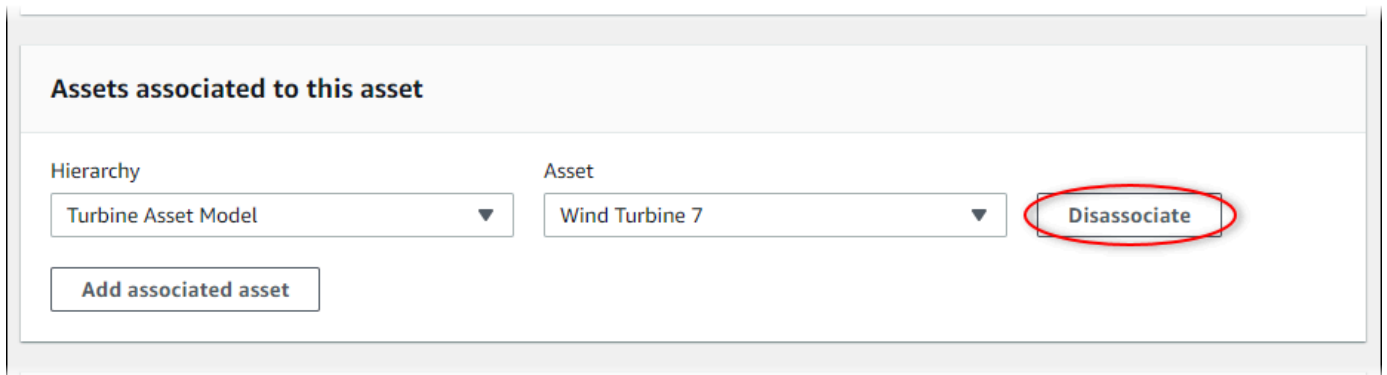 Assets associated to this asset
Hierarchy
Asset
Turbine Asset Model
Wind Turbine 7
Disassociate
Add associated asset